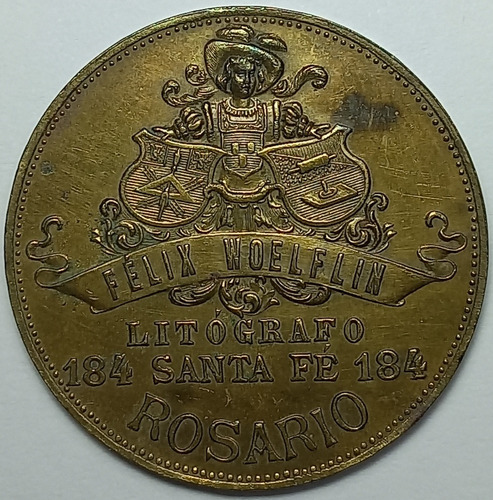 FÉLIX WOELFLIN
LITÓGRAFO
184 SANTA FÉ 184
ROSARIO